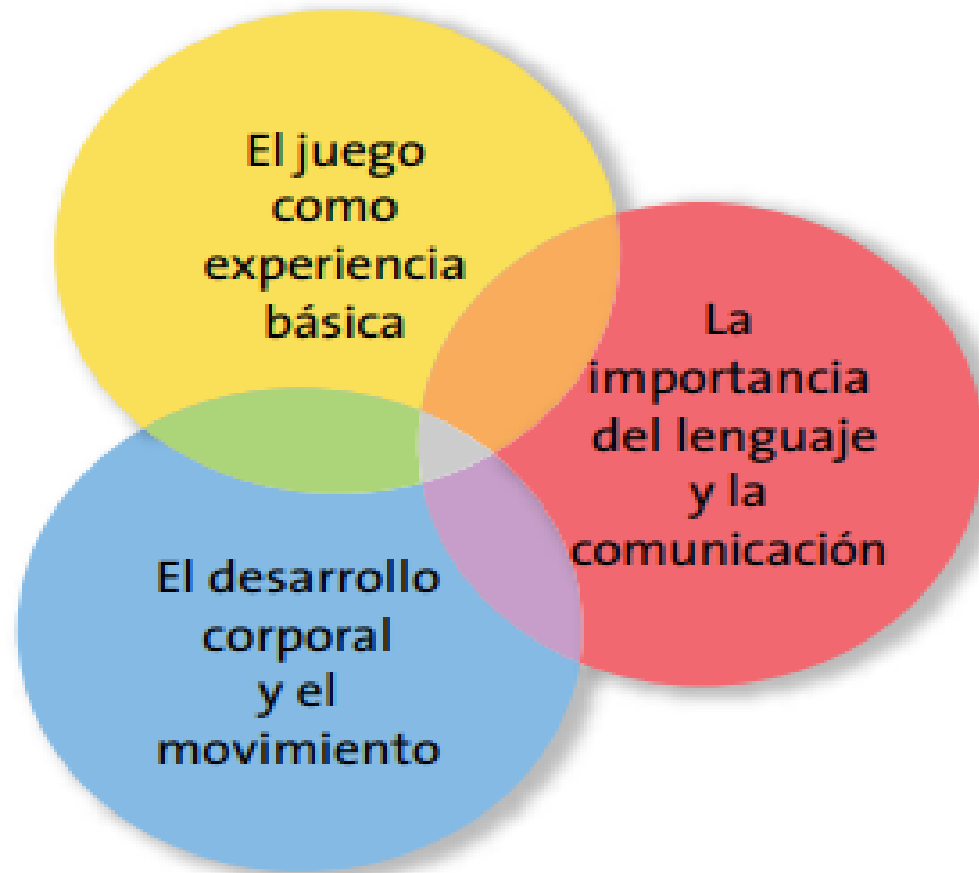 El juego
como
experiencia
básica
La
importancia
del lenguaje
y la
comunicación
El desarrollo
corporal
y el
movimiento